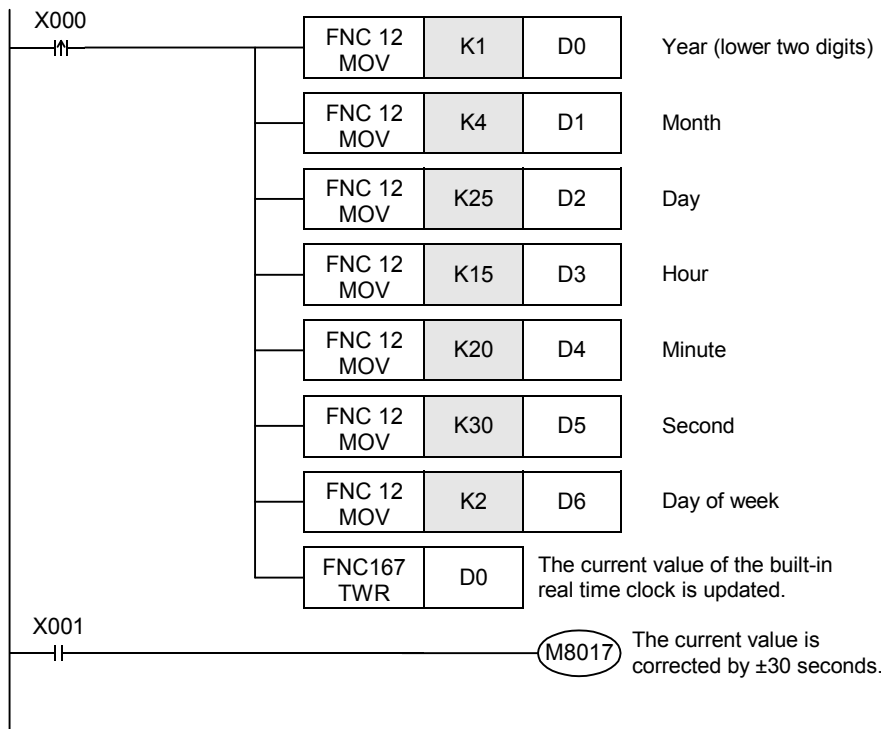 X000
FNC 12
MOV
K1
D0
Year (lower two digits)
FNC 12
MOV
K4
D1
Month
FNC 12
MOV
K25
D2
Day
FNC 12
MOV
K15
D3
Hour
FNC 12
MOV
K20
D4
Minute
FNC 12
MOV
K30
D5
Second
FNC 12
MOV
K2
D6
Day of week
FNC167
TWR
D0
The current value of the built-in
real time clock is updated.
X001
M8017
The current value is
corrected by ±30 seconds.